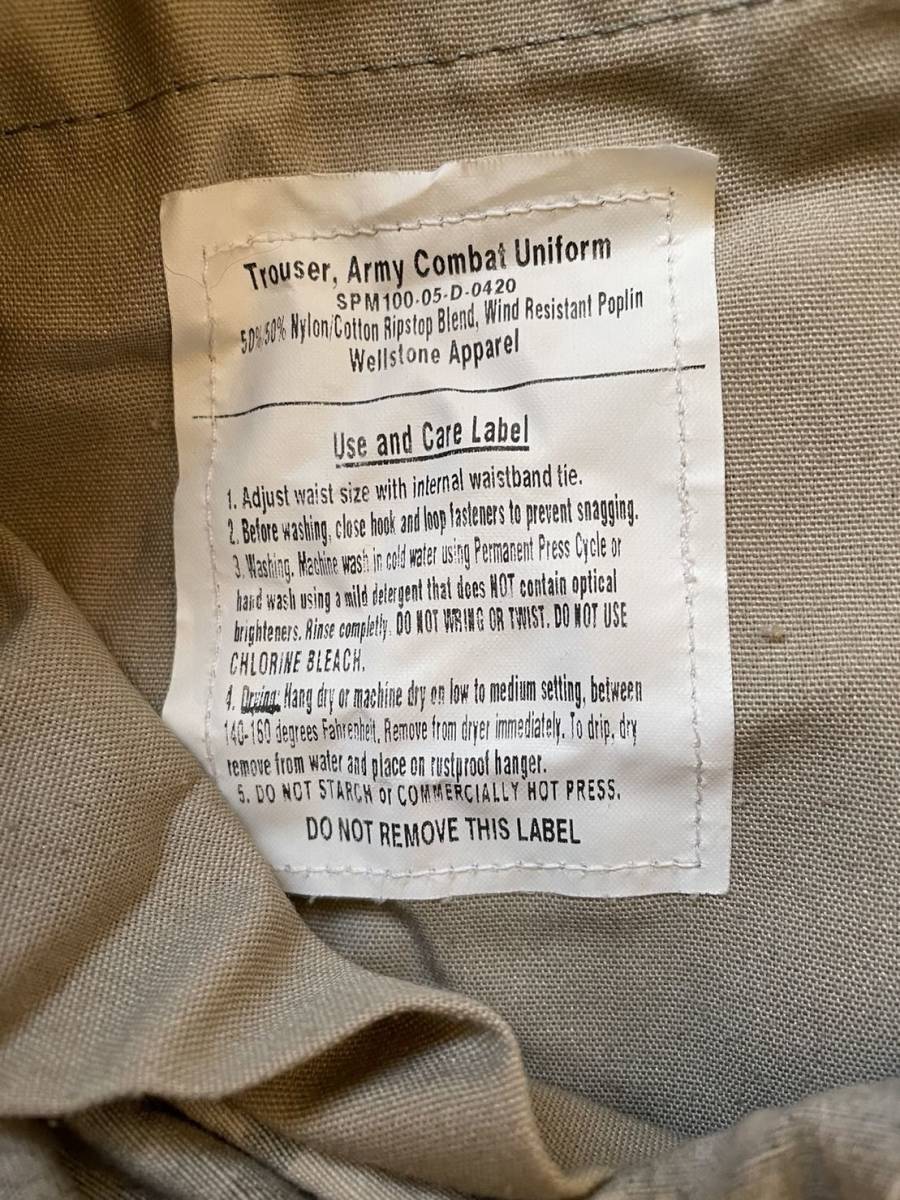 Trouser, Army Combat Uniform
SPM100-05-D-0420
50%50% Nylon/Cotton Ripstop Blend, Wind Resistant Poplin
Wellstone Apparel
Use and Care Label
1. Adjust waist size with internal waistband tie.
2. Before washing, close hook and loop fasteners to prevent snagging.
3. Washing. Machine wash in cold water using Permanent Press Cycle or
hand wash using a mild detergent that does NOT contain optical
brighteners. Rinse completly. DO NOT WRING OR TWIST. DO NOT USE
CHLORINE BLEACH.
4. Drying: Hang dry or machine dry on low to medium setting, between
140-160 degrees Fahrenheit. Remove from dryer immediately. To drip, dry
remove from water and place on rustproof hanger.
5. DO NOT STARCH or COMMERCIALLY HOT PRESS.
DO NOT REMOVE THIS LABEL